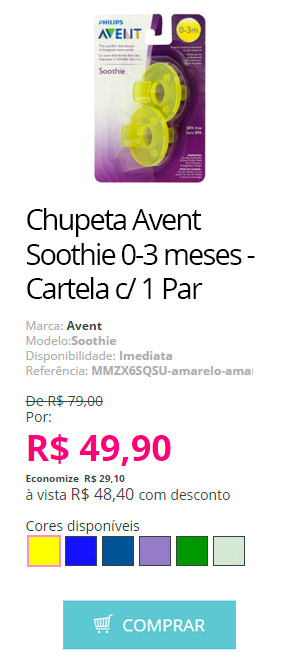 PHILIPS
AVENT
0-3m
Soothie
BPA free
Chupeta Avent
Soothie 0-3 meses -
Cartela c/ 1 Par
Marca: Avent
Modelo:Soothie
Disponibilidade: Imediata
Referência: MMZX6SQSU-amarelo-amar
De R$ 79,00
Por:
R$ 49,90
Economize R$ 29,10
à vista R$ 48,40 com desconto
Cores disponíveis
COMPRAR